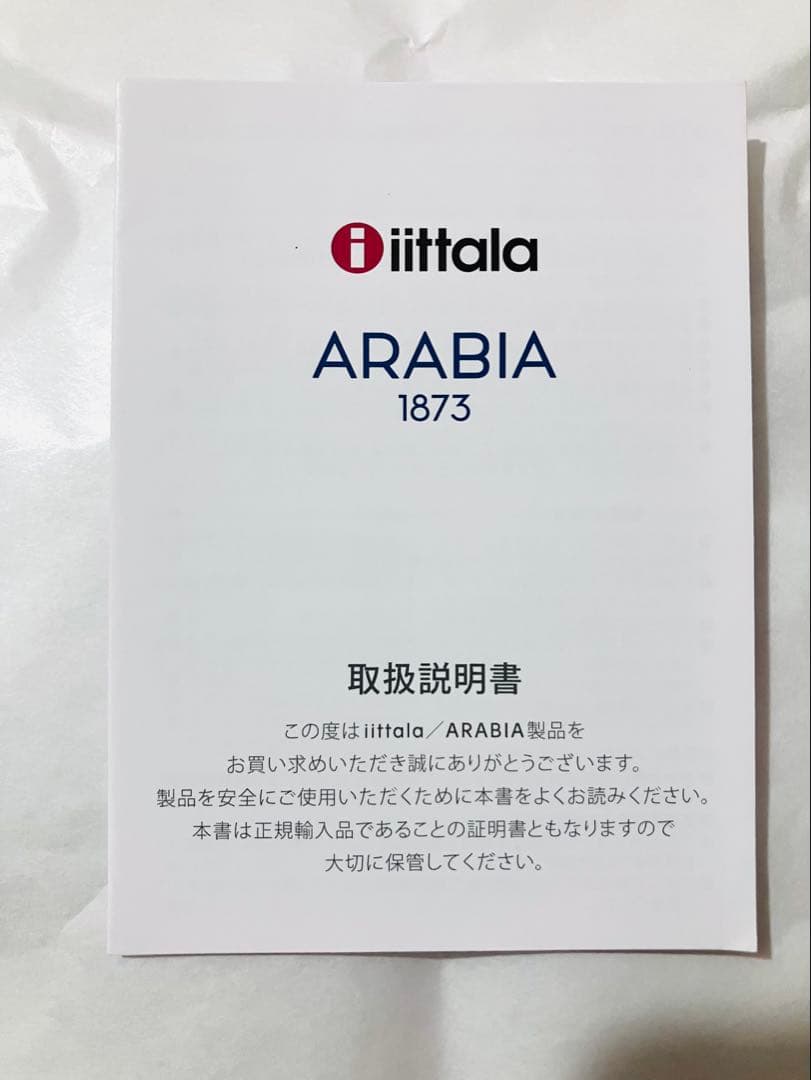 i iittala
ARABIA
1873
取扱説明書
この度はiittala／ARABIA製品を
お買い求めいただき誠にありがとうございます。
製品を安全にご使用いただくために本書をよくお読みください。
本書は正規輸入品であることの証明書ともなりますので
大切に保管してください。